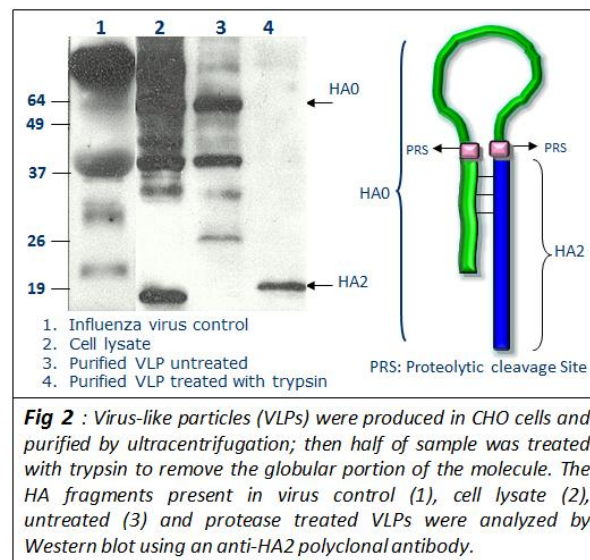 1 2 3 4
HA0
64
49
37
26
19
HA2
PRS
PRS
HA0
HA2
1. Influenza virus control
2. Cell lysate
3. Purified VLP untreated
4. Purified VLP treated with trypsin
PRS: Proteolytic cleavage Site
Fig 2 : Virus-like particles (VLPs) were produced in CHO cells and
purified by ultracentrifugation; then half of sample was treated
with trypsin to remove the globular portion of the molecule. The
HA fragments present in virus control (1), cell lysate (2),
untreated (3) and protease treated VLPs were analyzed by
Western blot using an anti-HA2 polyclonal antibody.